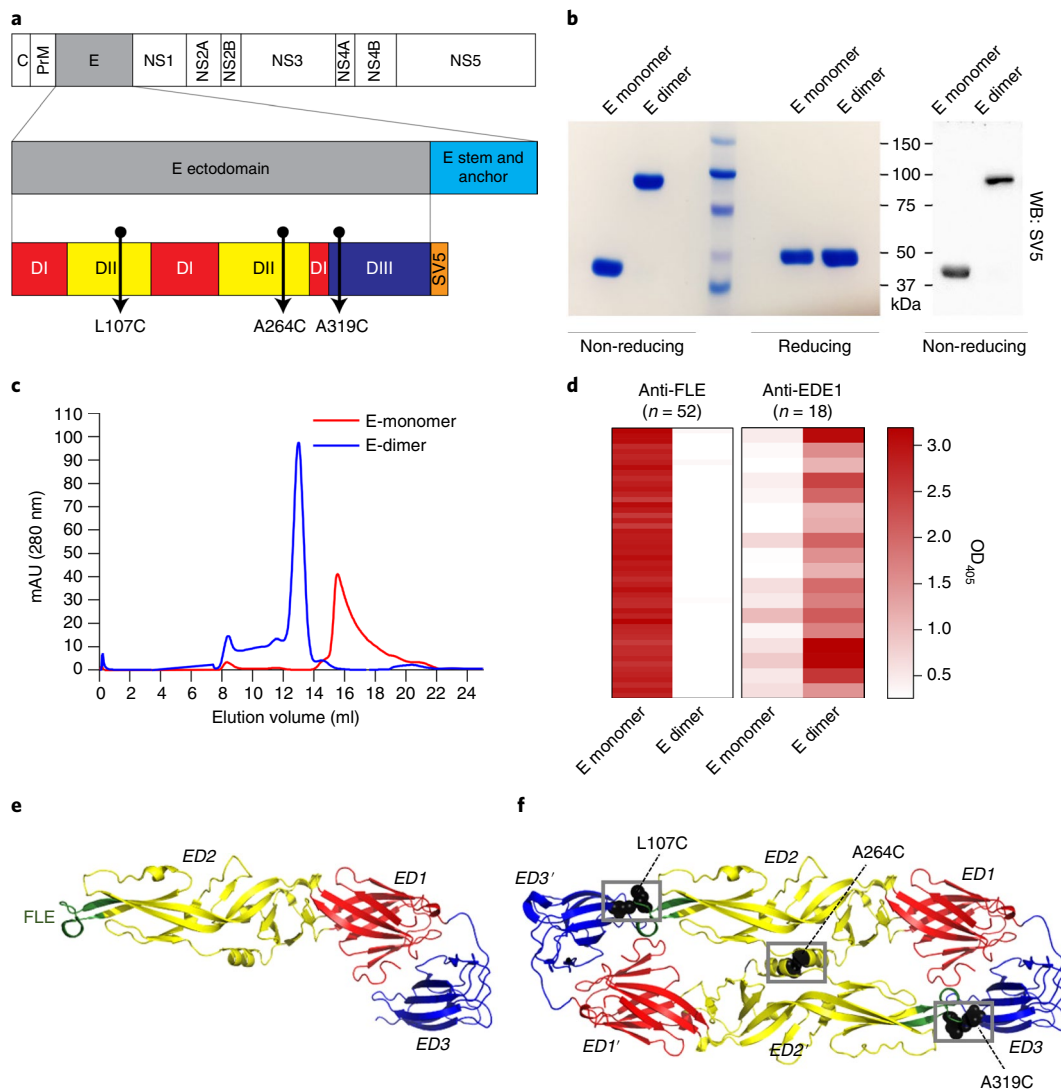 a
C
PrM
E
NS1
NS2A
NS2B
NS3
NS4A
NS4B
NS5
E ectodomain
E stem and
anchor
DI
DII
DI
DII
DI
DIII
SV5
L107C
A264C
A319C
b
E monomer
E dimer
E monomer
E dimer
E monomer
E dimer
150
100
75
50
37
kDa
WB: SV5
Non-reducing
Reducing
Non-reducing
c
110
100
90
80
70
60
50
40
30
20
10
0
mAU (280 nm)
E-monomer
E-dimer
0 2 4 6 8 10 12 14 16 18 20 22 24
Elution volume (ml)
d
Anti-FLE
(n = 52)
Anti-EDE1
(n = 18)
3.0
2.5
2.0
1.5
1.0
0.5
OD405
E monomer
E dimer
E monomer
E dimer
e
ED2
ED1
FLE
ED3
f
L107C
ED2
A264C
ED1
ED3′
ED1′
ED2′
ED3
A319C